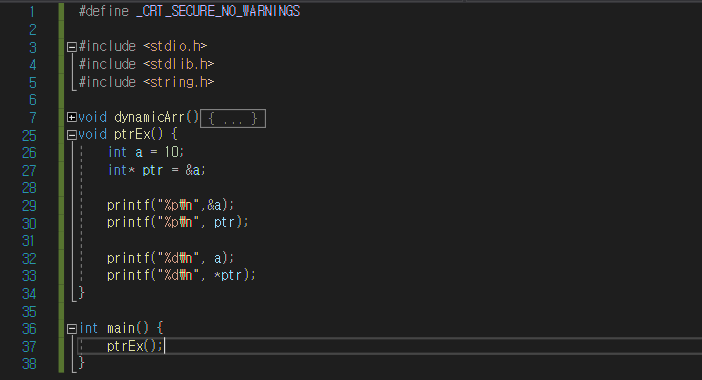 1 #define _CRT_SECURE_NO_WARNINGS
2
3 #include <stdio.h>
4 #include <stdlib.h>
5 #include <string.h>
6
7 void dynamicArr() { ... }
25 void ptrEx() {
26 int a = 10;
27 int* ptr = &a;
28
29 printf("%p₩n",&a);
30 printf("%p₩n", ptr);
31
32 printf("%d₩n", a);
33 printf("%d₩n", *ptr);
34 }
35
36 int main() {
37 ptrEx();
38 }